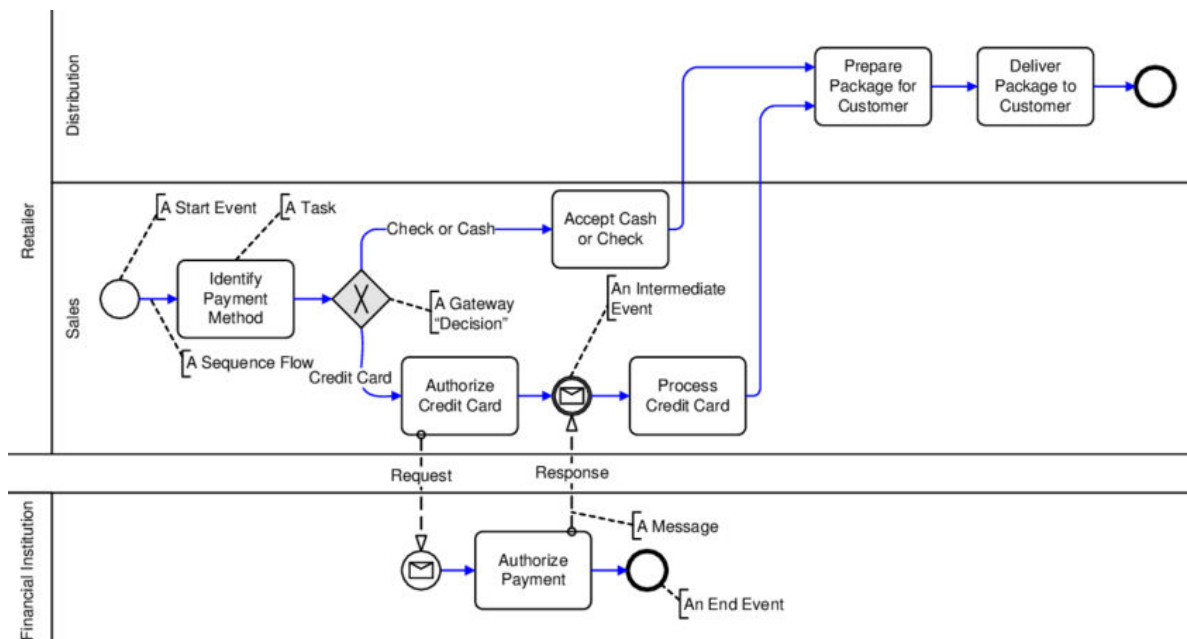 Distribution
Prepare
Package for
Customer
Deliver
Package to
Customer
Retailer
Sales
A Start Event
A Task
Identify
Payment
Method
A Sequence Flow
Check or Cash
Accept Cash
or Check
A Gateway
“Decision”
An Intermediate
Event
Credit Card
Authorize
Credit Card
Process
Credit Card
Request
Response
Financial Institution
Authorize
Payment
A Message
An End Event